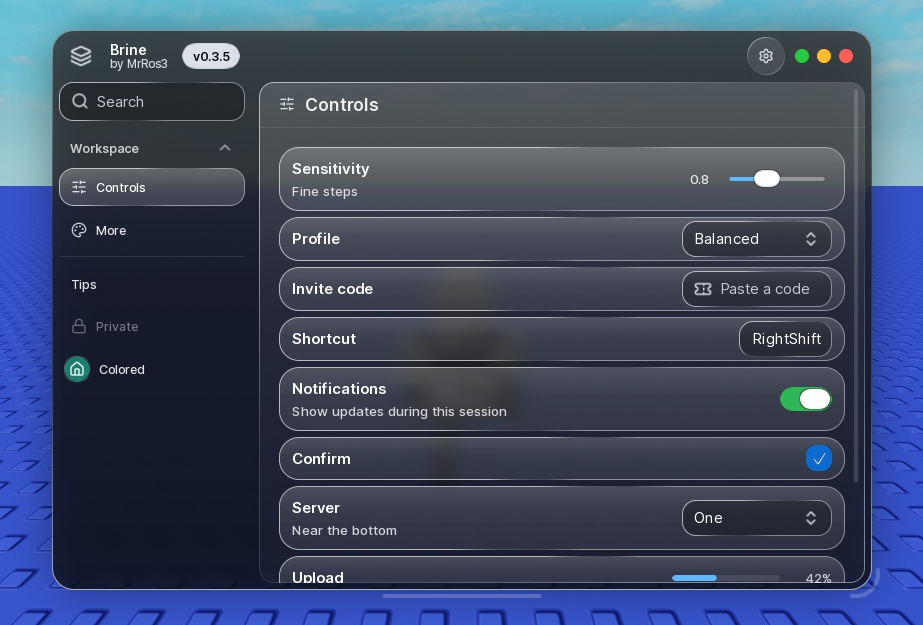 Brine
by MrRos3
v0.3.5
Search
Workspace
Controls
More
Tips
Private
Colored
Controls
Sensitivity
Fine steps
0.8
Profile
Balanced
Invite code
Paste a code
Shortcut
RightShift
Notifications
Show updates during this session
Confirm
Server
Near the bottom
One
Upload
42%